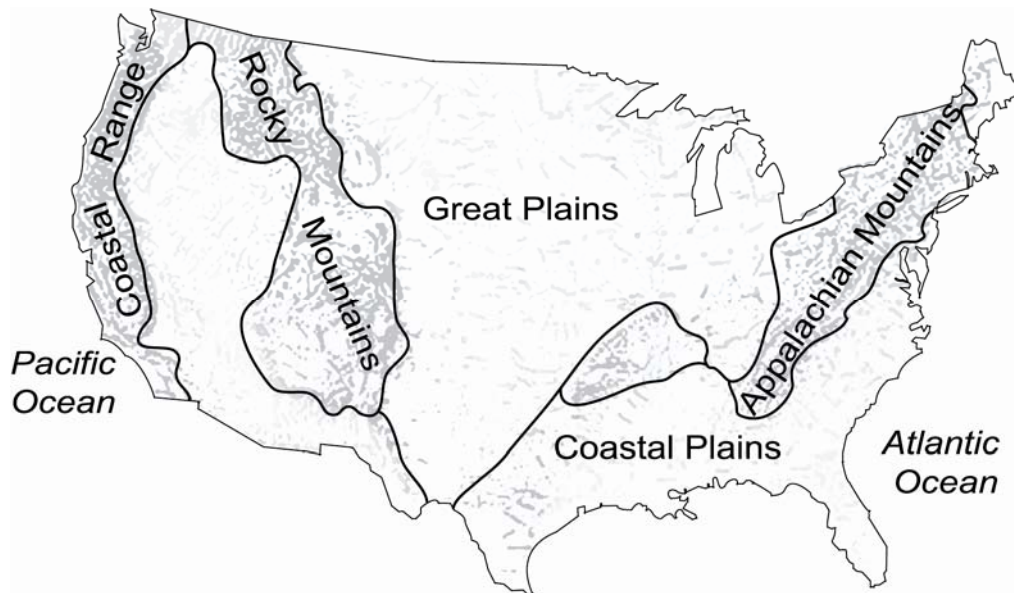 Coastal Range
Rocky
Mountains
Great Plains
Appalachian Mountains
Pacific
Ocean
Coastal Plains
Atlantic
Ocean